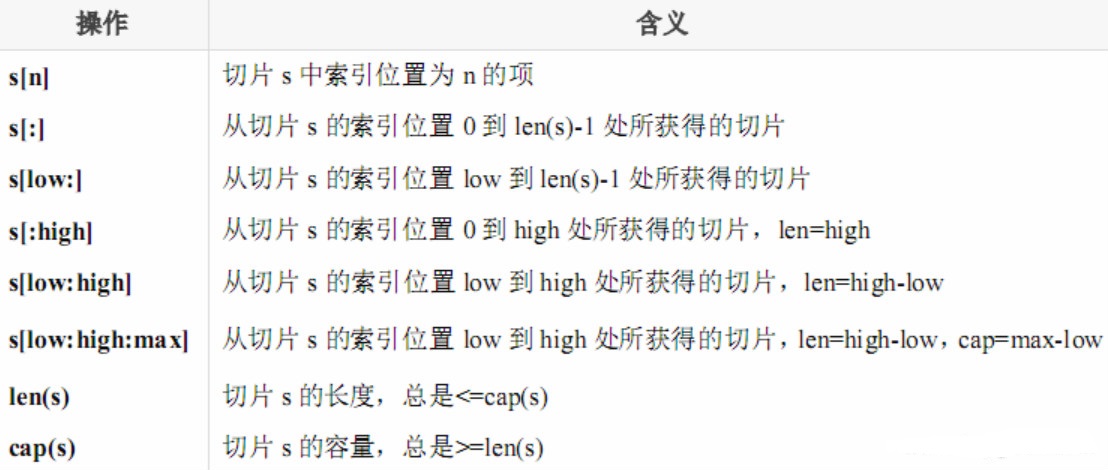 操作 含义
s[n] 切片 s 中索引位置为 n 的项
s[:] 从切片 s 的索引位置 0 到 len(s)-1 处所获得的切片
s[low:] 从切片 s 的索引位置 low 到 len(s)-1 处所获得的切片
s[:high] 从切片 s 的索引位置 0 到 high 处所获得的切片，len=high
s[low:high] 从切片 s 的索引位置 low 到 high 处所获得的切片，len=high-low
s[low:high:max] 从切片 s 的索引位置 low 到 high 处所获得的切片，len=high-low，cap=max-low
len(s) 切片 s 的长度，总是<=cap(s)
cap(s) 切片 s 的容量，总是>=len(s)